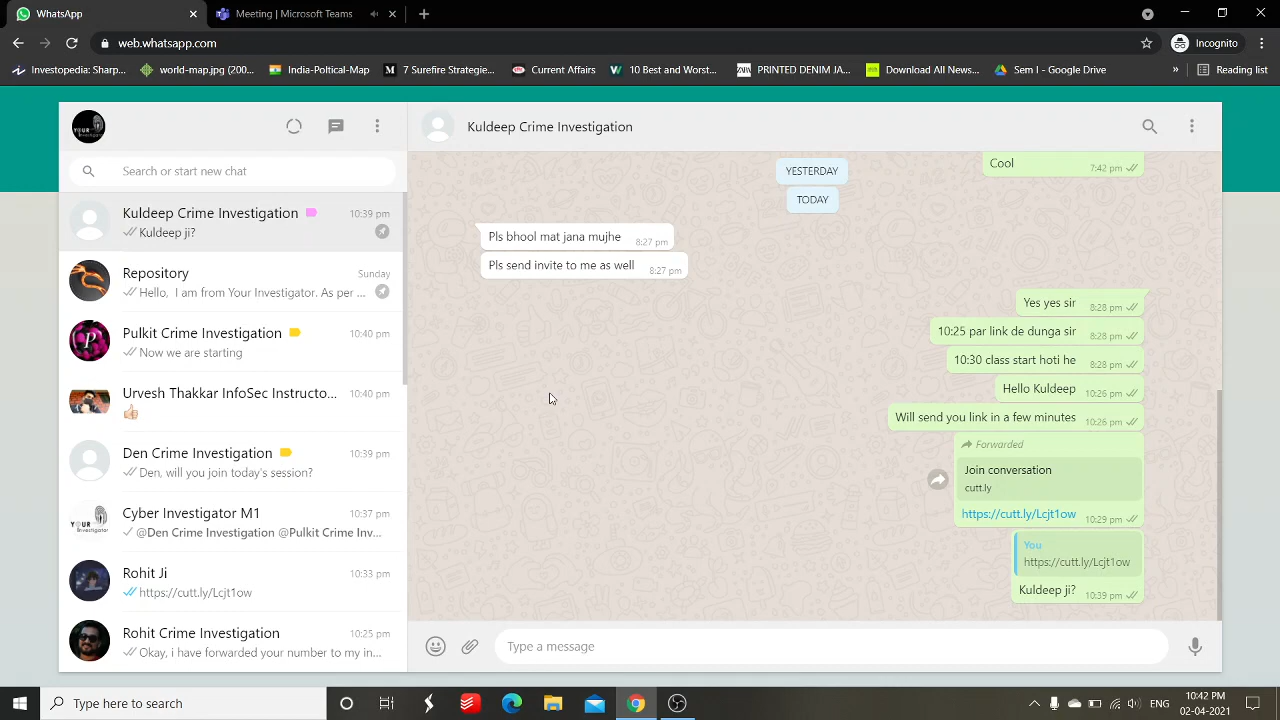 WhatsApp
Meeting | Microsoft Teams
web.whatsapp.com
Incognito
Investopedia: Sharp...
ward-map.jpg (200...
India-Poltical-Map
7 Surefire Strategie...
Current Affairs
10 Best and Worst...
PRINTED DENIM JA...
Download All News...
Sem I - Google Drive
»
Reading list
Kuldeep Crime Investigation
Search or start new chat
Kuldeep Crime Investigation 10:39 pm
Kuldeep ji?
Repository Sunday
Hello, I am from Your Investigator. As per ...
Pulkit Crime Investigation 10:40 pm
Now we are starting
Urvesh Thakkar InfoSec Instructo... 10:40 pm
Den Crime Investigation 10:39 pm
Den, will you join today's session?
Cyber Investigator M1 10:37 pm
@Den Crime Investigation @Pulkit Crime Inv...
Rohit Ji 10:33 pm
https://cutt.ly/Lcjt1ow
Rohit Crime Investigation 10:25 pm
Okay, i have forwarded your number to my in...
Cool 7:42 pm
YESTERDAY
TODAY
Pls bhool mat jana mujhe 8:27 pm
Pls send invite to me as well 8:27 pm
Yes yes sir 8:28 pm
10:25 par link de dunga sir 8:28 pm
10:30 class start hoti he 8:28 pm
Hello Kuldeep 10:26 pm
Will send you link in a few minutes 10:26 pm
Forwarded
Join conversation
cutt.ly
https://cutt.ly/Lcjt1ow 10:29 pm
You
https://cutt.ly/Lcjt1ow
Kuldeep ji? 10:39 pm
Type a message
Type here to search
ENG
10:42 PM
02-04-2021